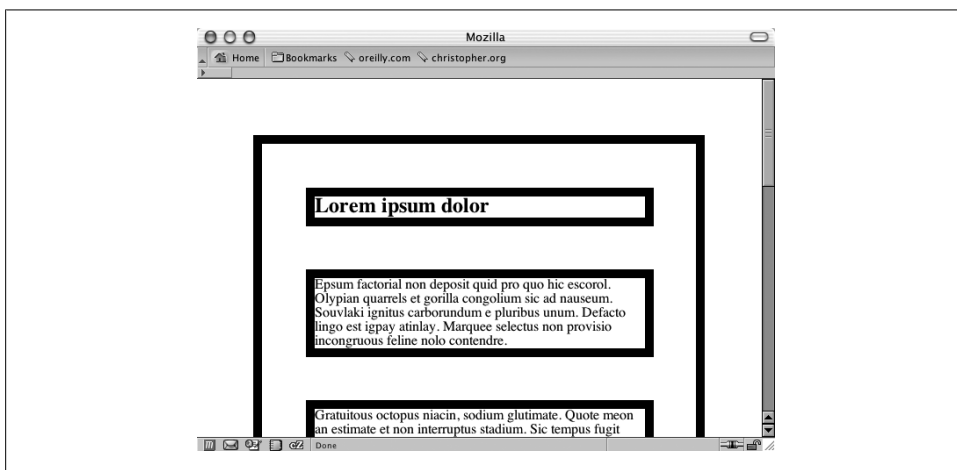 Mozilla
Home Bookmarks oreilly.com christopher.org
Lorem ipsum dolor
Epsum factorial non deposit quid pro quo hic escorol.
Olypian quarrels et gorilla congolium sic ad nauseum.
Souvlaki ignitus carborundum e pluribus unum. Defacto
lingo est igpay atinlay. Marquee selectus non provisio
incongruous feline nolo contendre.
Gratuitous octopus niacin, sodium glutimate. Quote meon
an estimate et non interruptus stadium. Sic tempus fugit
Done